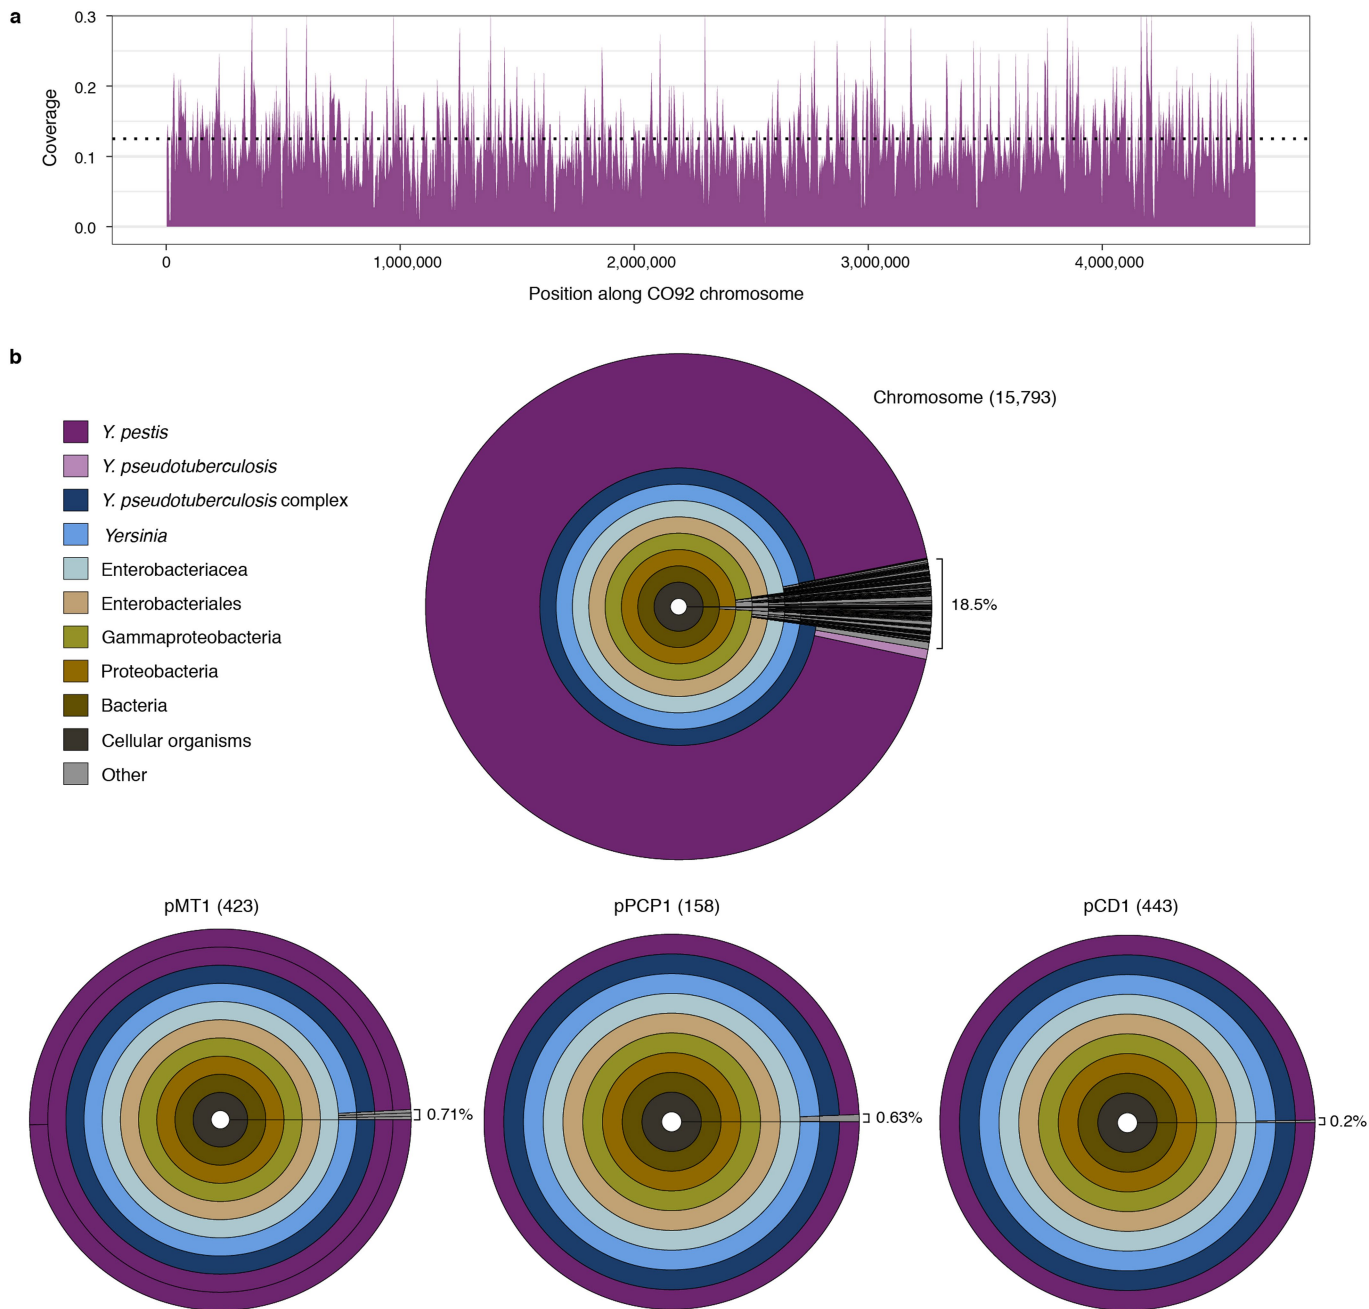 a
0.3
0.2
0.1
0.0
Coverage
0
1,000,000
2,000,000
3,000,000
4,000,000
Position along CO92 chromosome
b
Chromosome (15,793)
Y. pestis
Y. pseudotuberculosis
Y. pseudotuberculosis complex
Yersinia
Enterobacteriacea
Enterobacteriales
Gammaproteobacteria
Proteobacteria
Bacteria
Cellular organisms
Other
18.5%
pMT1 (423)
pPCP1 (158)
pCD1 (443)
0.71%
0.63%
0.2%